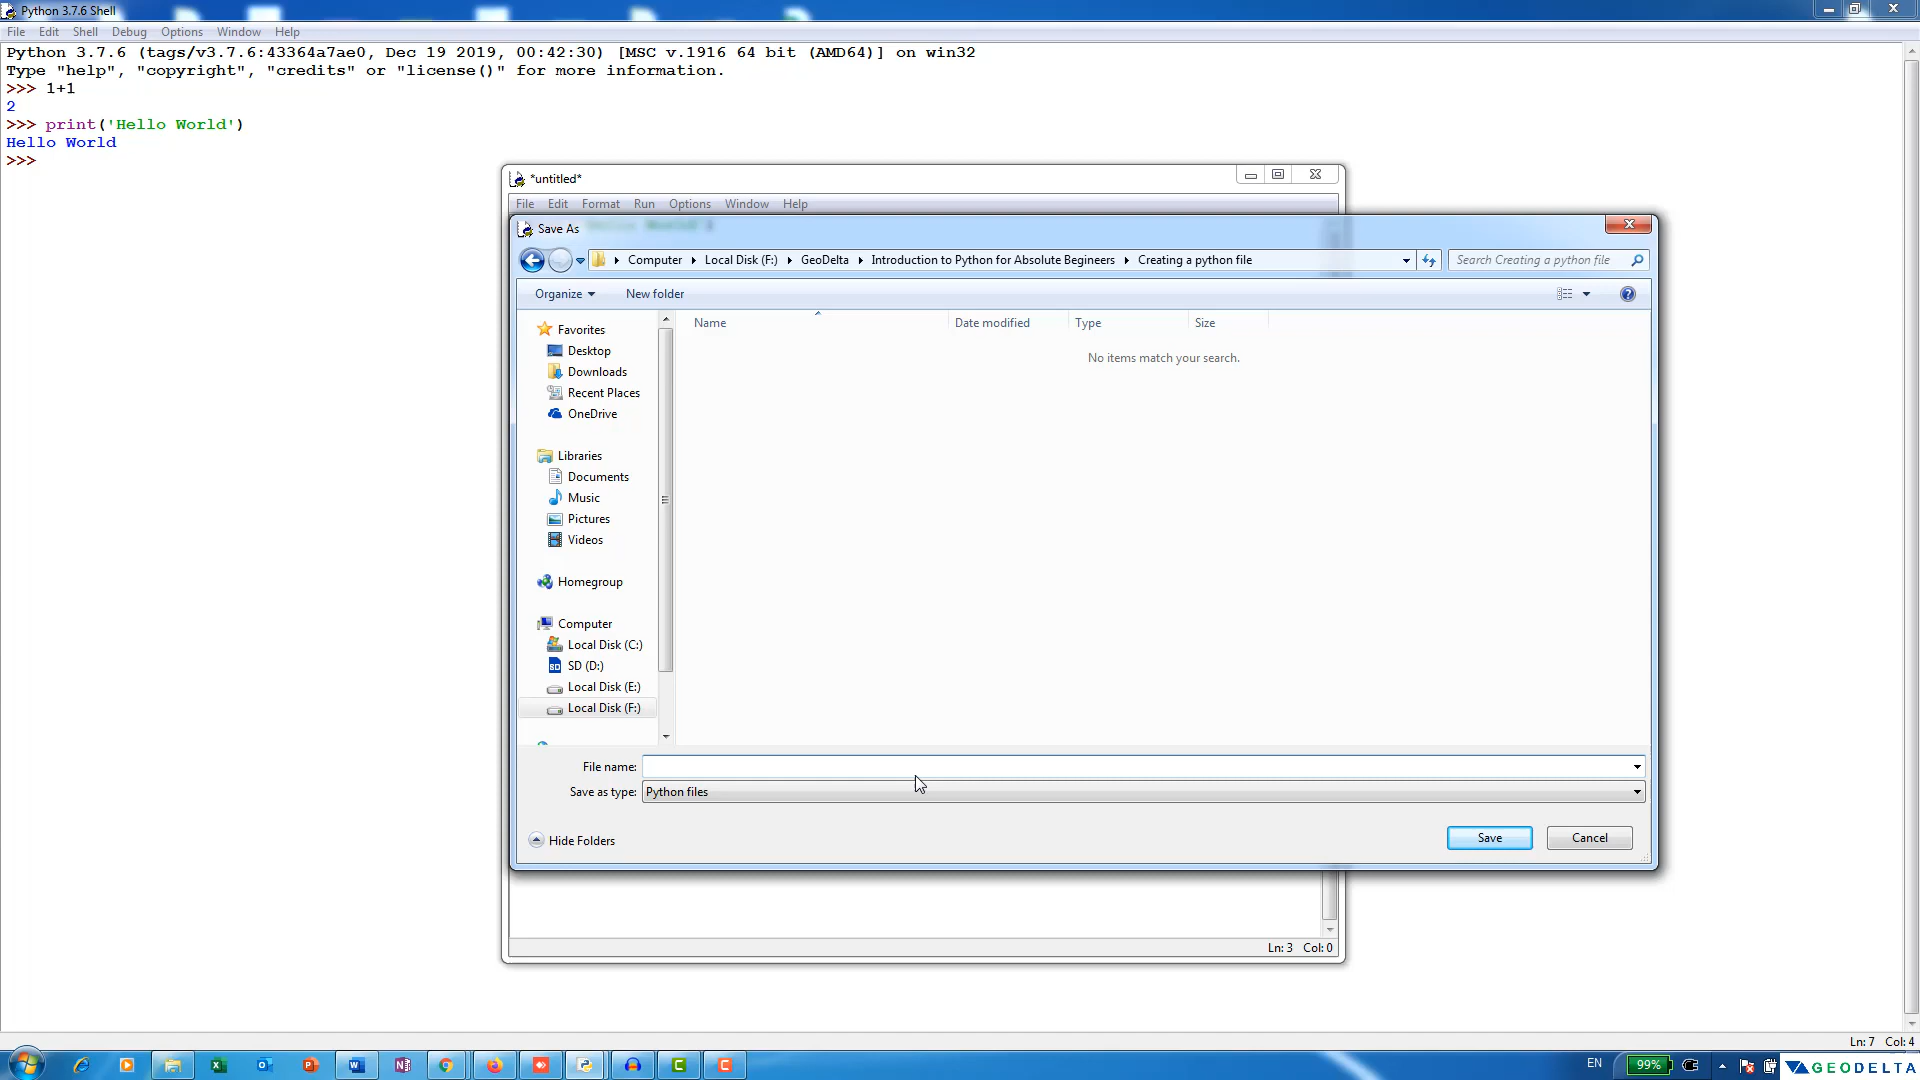 Python 3.7.6 Shell
File Edit Shell Debug Options Window Help
Python 3.7.6 (tags/v3.7.6:43364a7ae0, Dec 19 2019, 00:42:30) [MSC v.1916 64 bit (AMD64)] on win32
Type "help", "copyright", "credits" or "license()" for more information.
>>> 1+1
2
>>> print('Hello World')
Hello World
>>>
*untitled*
File Edit Format Run Options Window Help
Save As
Computer Local Disk (F:) GeoDelta Introduction to Python for Absolute Begineers Creating a python file
Search Creating a python file
Organize New folder
Name Date modified Type Size
No items match your search.
Favorites
Desktop
Downloads
Recent Places
OneDrive
Libraries
Documents
Music
Pictures
Videos
Homegroup
Computer
Local Disk (C:)
SD (D:)
Local Disk (E:)
Local Disk (F:)
File name:
Save as type: Python files
Hide Folders
Save Cancel
Ln: 3 Col: 0
Ln: 7 Col: 4
EN
99%
GEODELTA